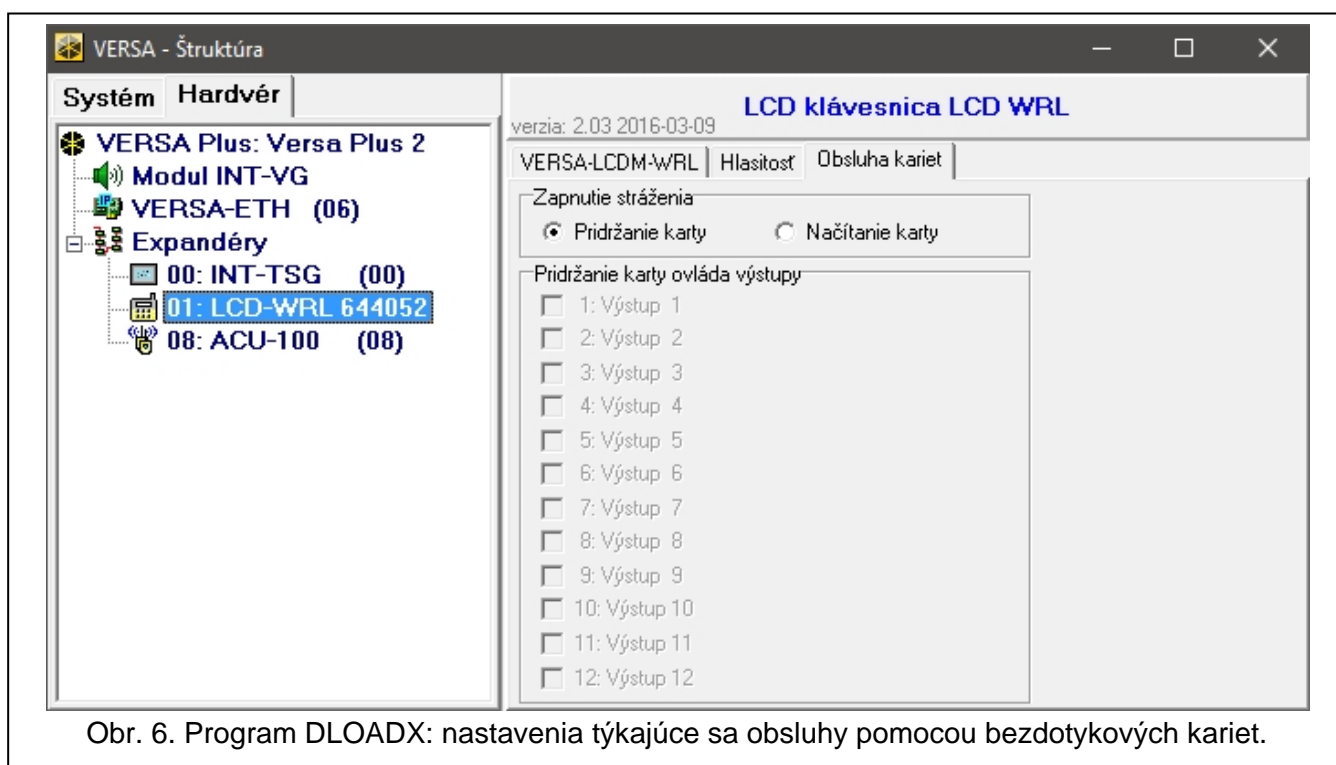 VERSA - Štruktúra
Systém Hardvér
VERSA Plus: Versa Plus 2
Modul INT-VG
VERSA-ETH (06)
Expandéry
00: INT-TSG (00)
01: LCD-WRL 644052
08: ACU-100 (08)
LCD klávesnica LCD WRL
verzia: 2.03 2016-03-09
VERSA-LCDM-WRL Hlasitosť Obsluha kariet
Zapnutie stráženia
Pridržanie karty Načítanie karty
Pridržanie karty ovláda výstupy
1: Výstup 1
2: Výstup 2
3: Výstup 3
4: Výstup 4
5: Výstup 5
6: Výstup 6
7: Výstup 7
8: Výstup 8
9: Výstup 9
10: Výstup 10
11: Výstup 11
12: Výstup 12
Obr. 6. Program DLOADX: nastavenia týkajúce sa obsluhy pomocou bezdotykových kariet.